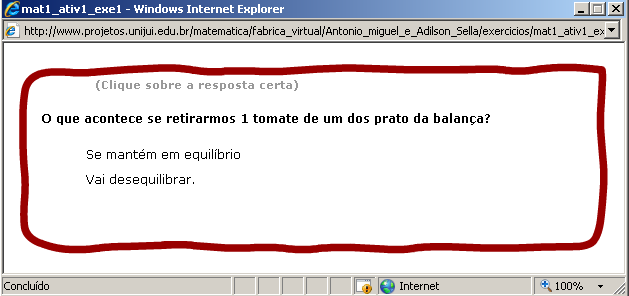 mat1_ativ1_exe1 - Windows Internet Explorer
http://www.projetos.unijui.edu.br/matematica/fabrica_virtual/Antonio_miguel_e_Adilson_Sella/exercicios/mat1_ativ1_ex
(Clique sobre a resposta certa)
O que acontece se retirarmos 1 tomate de um dos prato da balança?
Se mantém em equilíbrio
Vai desequilibrar.
Concluído
Internet
100%